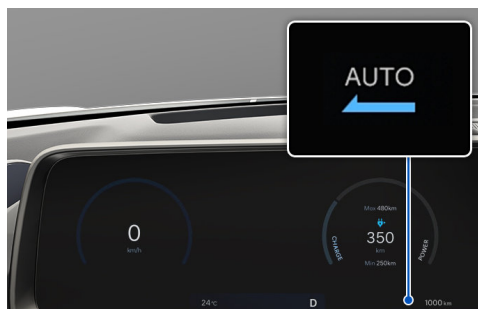 AUTO
0
km/h
Max 480km
350
km
Min 250km
CHARGE
POWER
24°c
D
1000 km